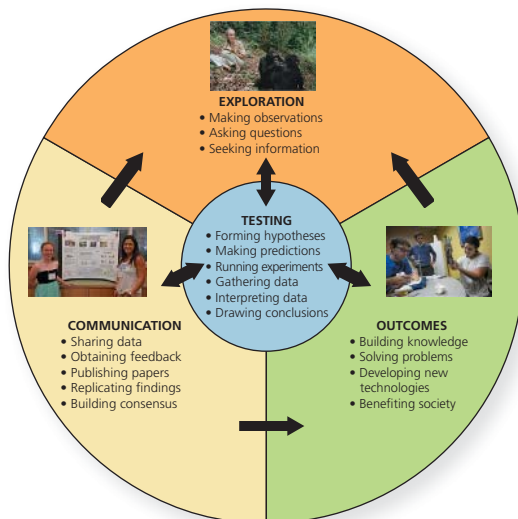 EXPLORATION
• Making observations
• Asking questions
• Seeking information
TESTING
• Forming hypotheses
• Making predictions
• Running experiments
• Gathering data
• Interpreting data
• Drawing conclusions
COMMUNICATION
• Sharing data
• Obtaining feedback
• Publishing papers
• Replicating findings
• Building consensus
OUTCOMES
• Building knowledge
• Solving problems
• Developing new
technologies
• Benefiting society